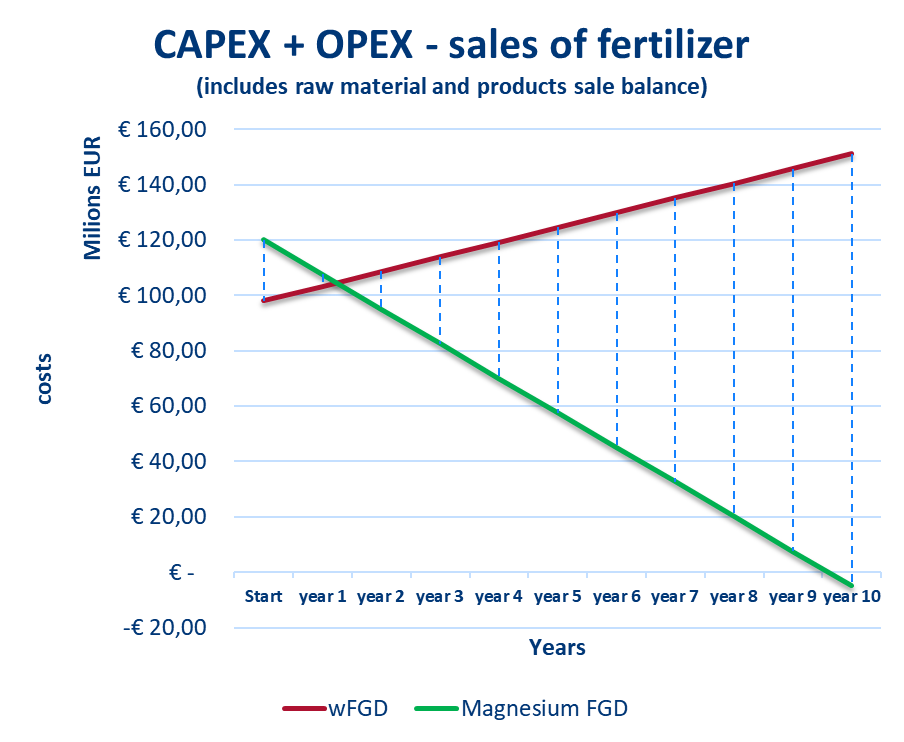 CAPEX + OPEX - sales of fertilizer
(includes raw material and products sale balance)
Millions EUR
costs
€ 160,00
€ 140,00
€ 120,00
€ 100,00
€ 80,00
€ 60,00
€ 40,00
€ 20,00
€ -
-€ 20,00
Start year 1 year 2 year 3 year 4 year 5 year 6 year 7 year 8 year 9 year 10
Years
wFGD Magnesium FGD